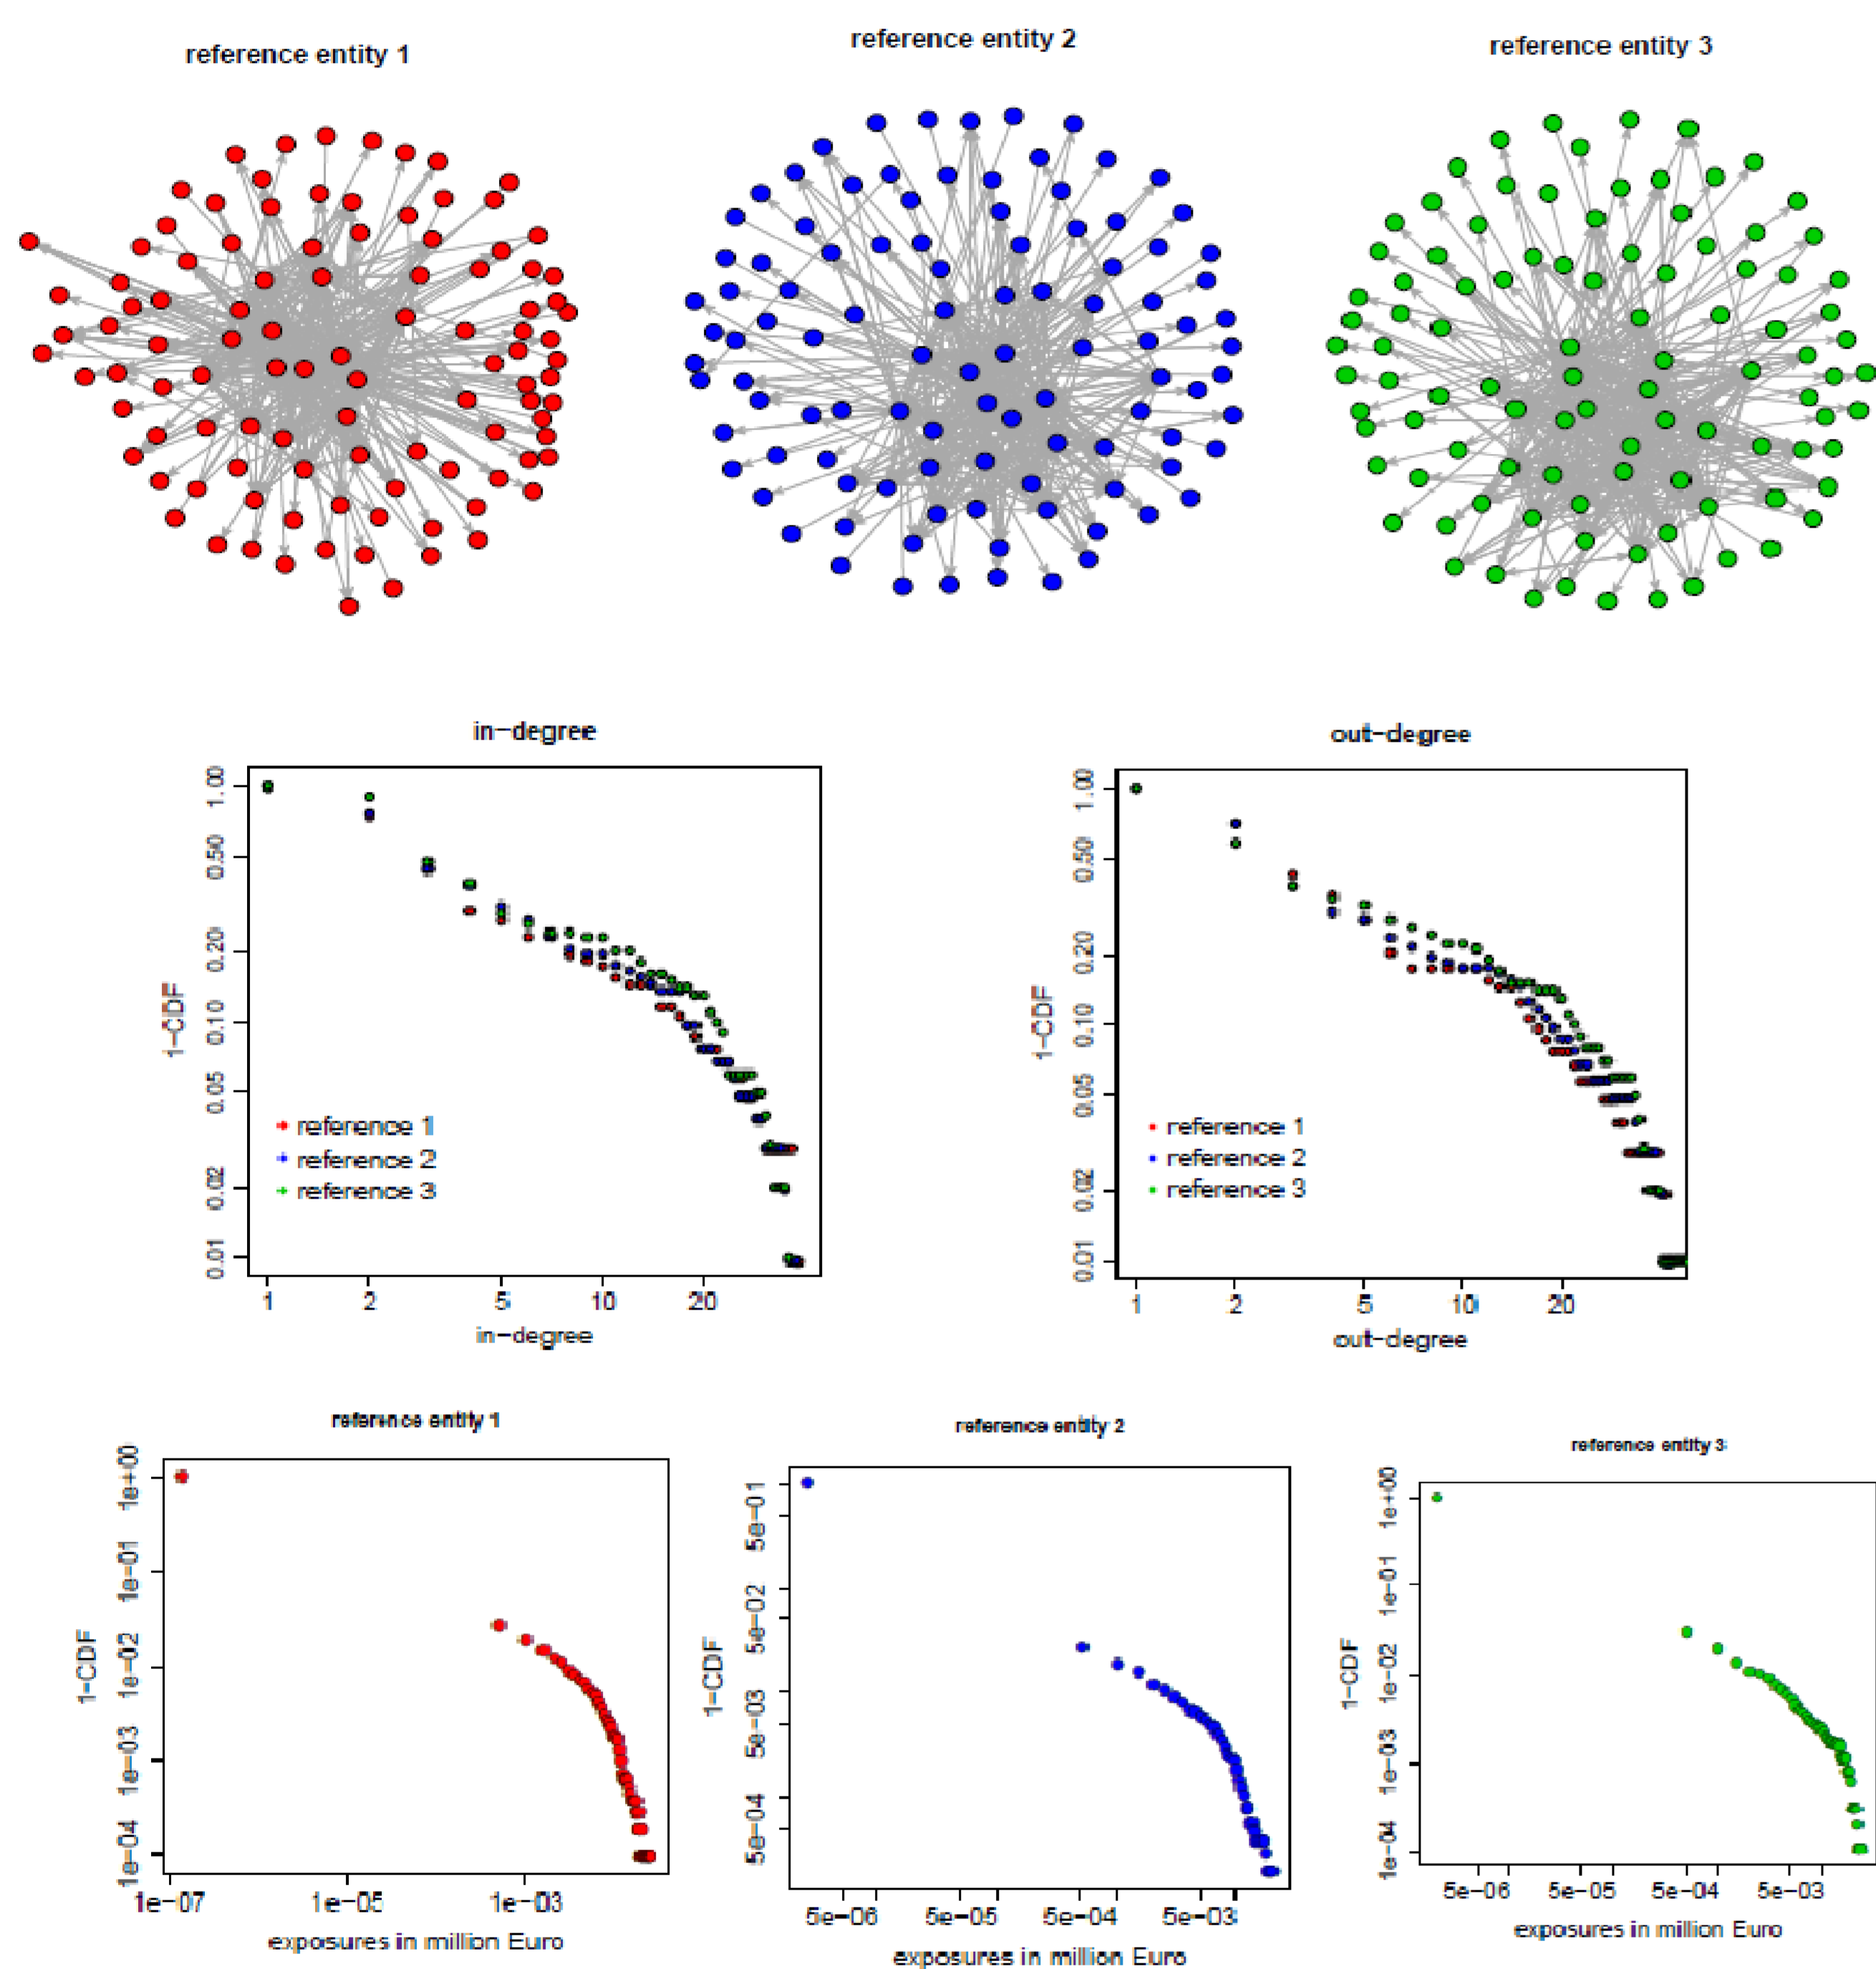 reference entity 1
reference entity 2
reference entity 3
in-degree
1-CDF
1.00
0.50
0.20
0.10
0.05
0.02
0.01
reference 1
reference 2
reference 3
1 2 5 10 20
in-degree
out-degree
1-CDF
1.00
0.50
0.20
0.10
0.05
0.02
0.01
reference 1
reference 2
reference 3
1 2 5 10 20
out-degree
reference entity 1
1-CDF
1e+00
1e-01
1e-02
1e-03
1e-04
1e-07 1e-05 1e-03
exposures in million Euro
reference entity 2
1-CDF
5e-01
5e-02
5e-03
5e-04
5e-06 5e-05 5e-04 5e-03
exposures in million Euro
reference entity 3
1-CDF
1e+00
1e-01
1e-02
1e-03
1e-04
5e-06 5e-05 5e-04 5e-03
exposures in million Euro